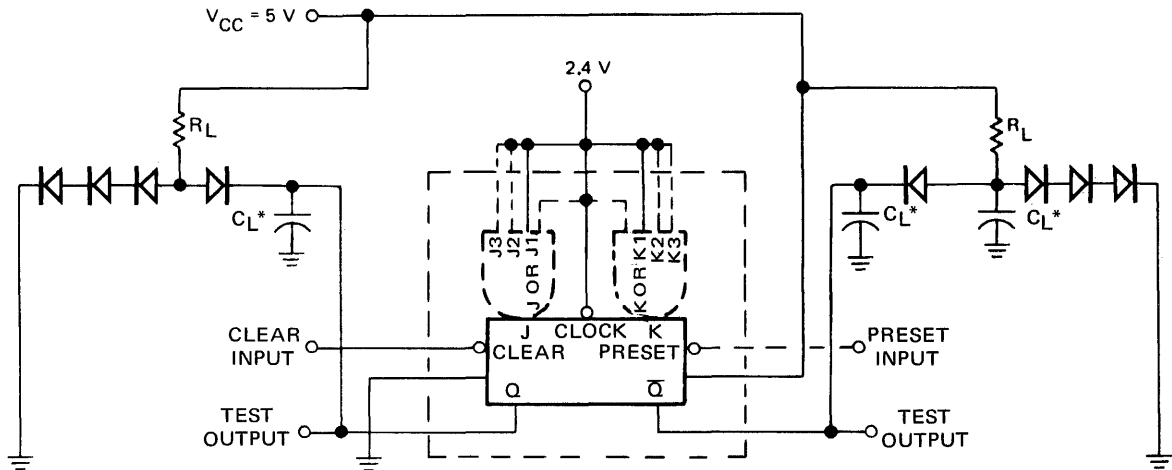 V_CC = 5 V
2.4 V
R_L
R_L
C_L*
C_L*
C_L*
J3
J2
J OR J1
K OR K1
K2
K3
J
CLOCK
K
CLEAR
INPUT
CLEAR
PRESET
PRESET
INPUT
Q
Q̅
TEST
OUTPUT
TEST
OUTPUT